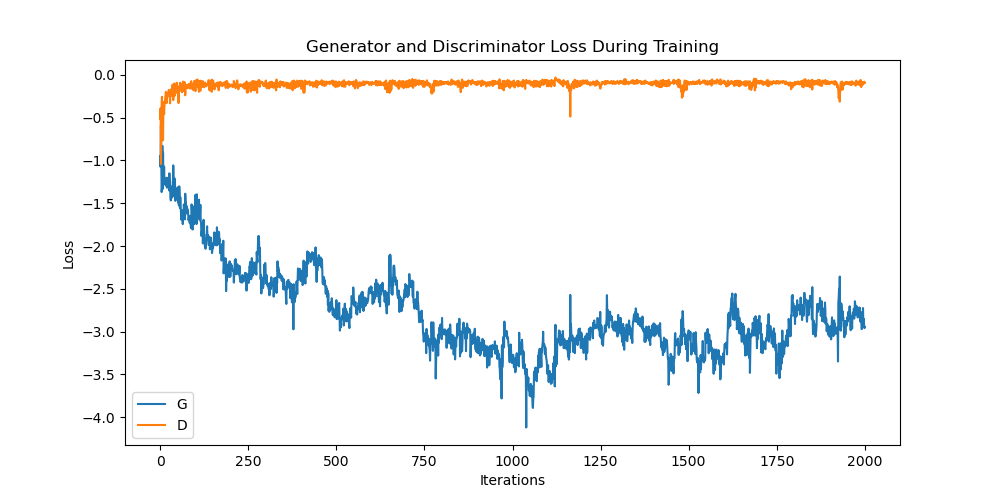 Generator and Discriminator Loss During Training
0.0
−0.5
−1.0
−1.5
−2.0
−2.5
−3.0
−3.5
−4.0
Loss
G
D
0 250 500 750 1000 1250 1500 1750 2000
Iterations